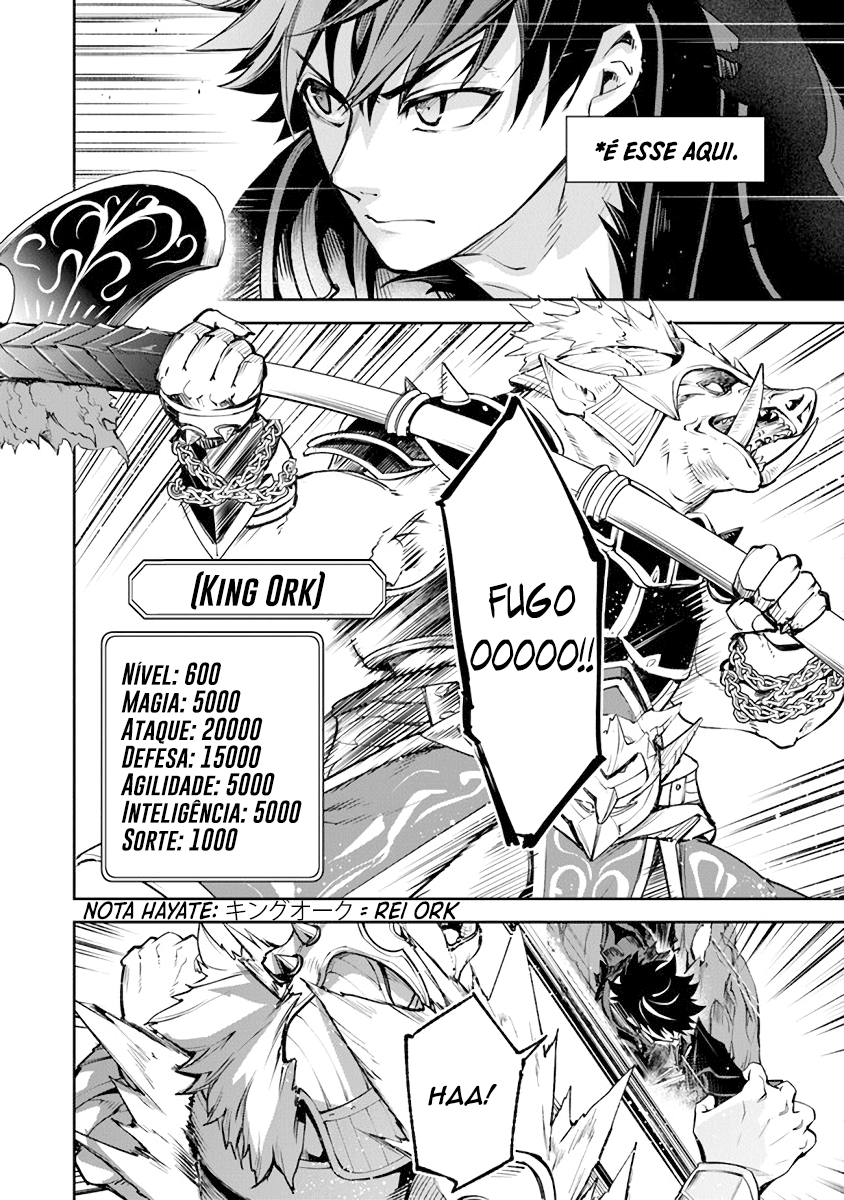 *É ESSE AQUI.
FUGO
OOOOO!!
(KING ORK)
NÍVEL: 600
MAGIA: 5000
ATAQUE: 20000
DEFESA: 15000
AGILIDADE: 5000
INTELIGÊNCIA: 5000
SORTE: 1000
NOTA HAYATE: キングオーク = REI ORK
HAA!